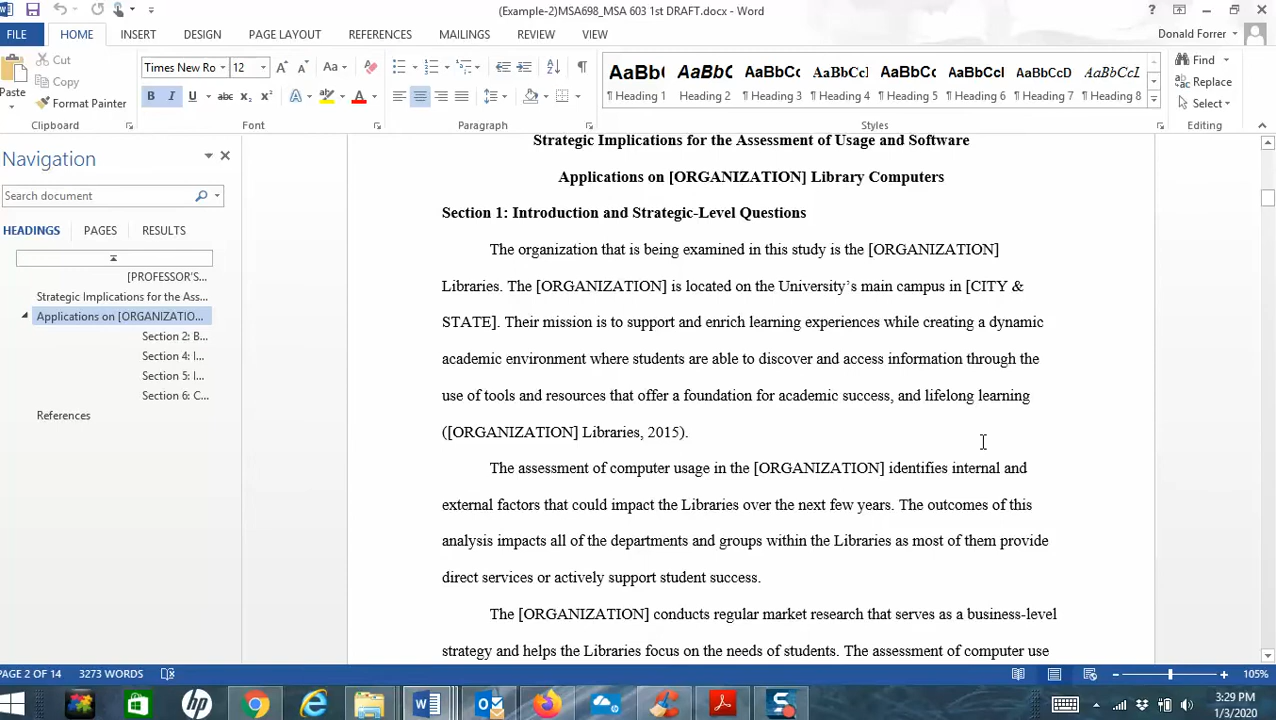 (Example-2)MSA698_MSA 603 1st DRAFT.docx - Word
FILE HOME INSERT DESIGN PAGE LAYOUT REFERENCES MAILINGS REVIEW VIEW Donald Forrer
Cut
Copy
Format Painter
Paste
Times New Ro 12
AaBb( AaBbCc AaBbCc AaBbCc AaBbCc AaBbCc AaBbCcD AaBbCcL
¶ Heading 1 Heading 2 ¶ Heading 3 ¶ Heading 4 ¶ Heading 5 ¶ Heading 6 ¶ Heading 7 ¶ Heading 8
Find
Replace
Select
Clipboard Font Paragraph Styles Editing
Navigation
Search document
HEADINGS PAGES RESULTS
[PROFESSOR'S...
Strategic Implications for the Ass...
Applications on [ORGANIZATIO...
Section 2: B...
Section 4: I...
Section 5: I...
Section 6: C...
References
Strategic Implications for the Assessment of Usage and Software
Applications on [ORGANIZATION] Library Computers
Section 1: Introduction and Strategic-Level Questions
The organization that is being examined in this study is the [ORGANIZATION]
Libraries. The [ORGANIZATION] is located on the University's main campus in [CITY &
STATE]. Their mission is to support and enrich learning experiences while creating a dynamic
academic environment where students are able to discover and access information through the
use of tools and resources that offer a foundation for academic success, and lifelong learning
([ORGANIZATION] Libraries, 2015).
The assessment of computer usage in the [ORGANIZATION] identifies internal and
external factors that could impact the Libraries over the next few years. The outcomes of this
analysis impacts all of the departments and groups within the Libraries as most of them provide
direct services or actively support student success.
The [ORGANIZATION] conducts regular market research that serves as a business-level
strategy and helps the Libraries focus on the needs of students. The assessment of computer use
PAGE 2 OF 14 3273 WORDS 105%
3:29 PM
1/3/2020